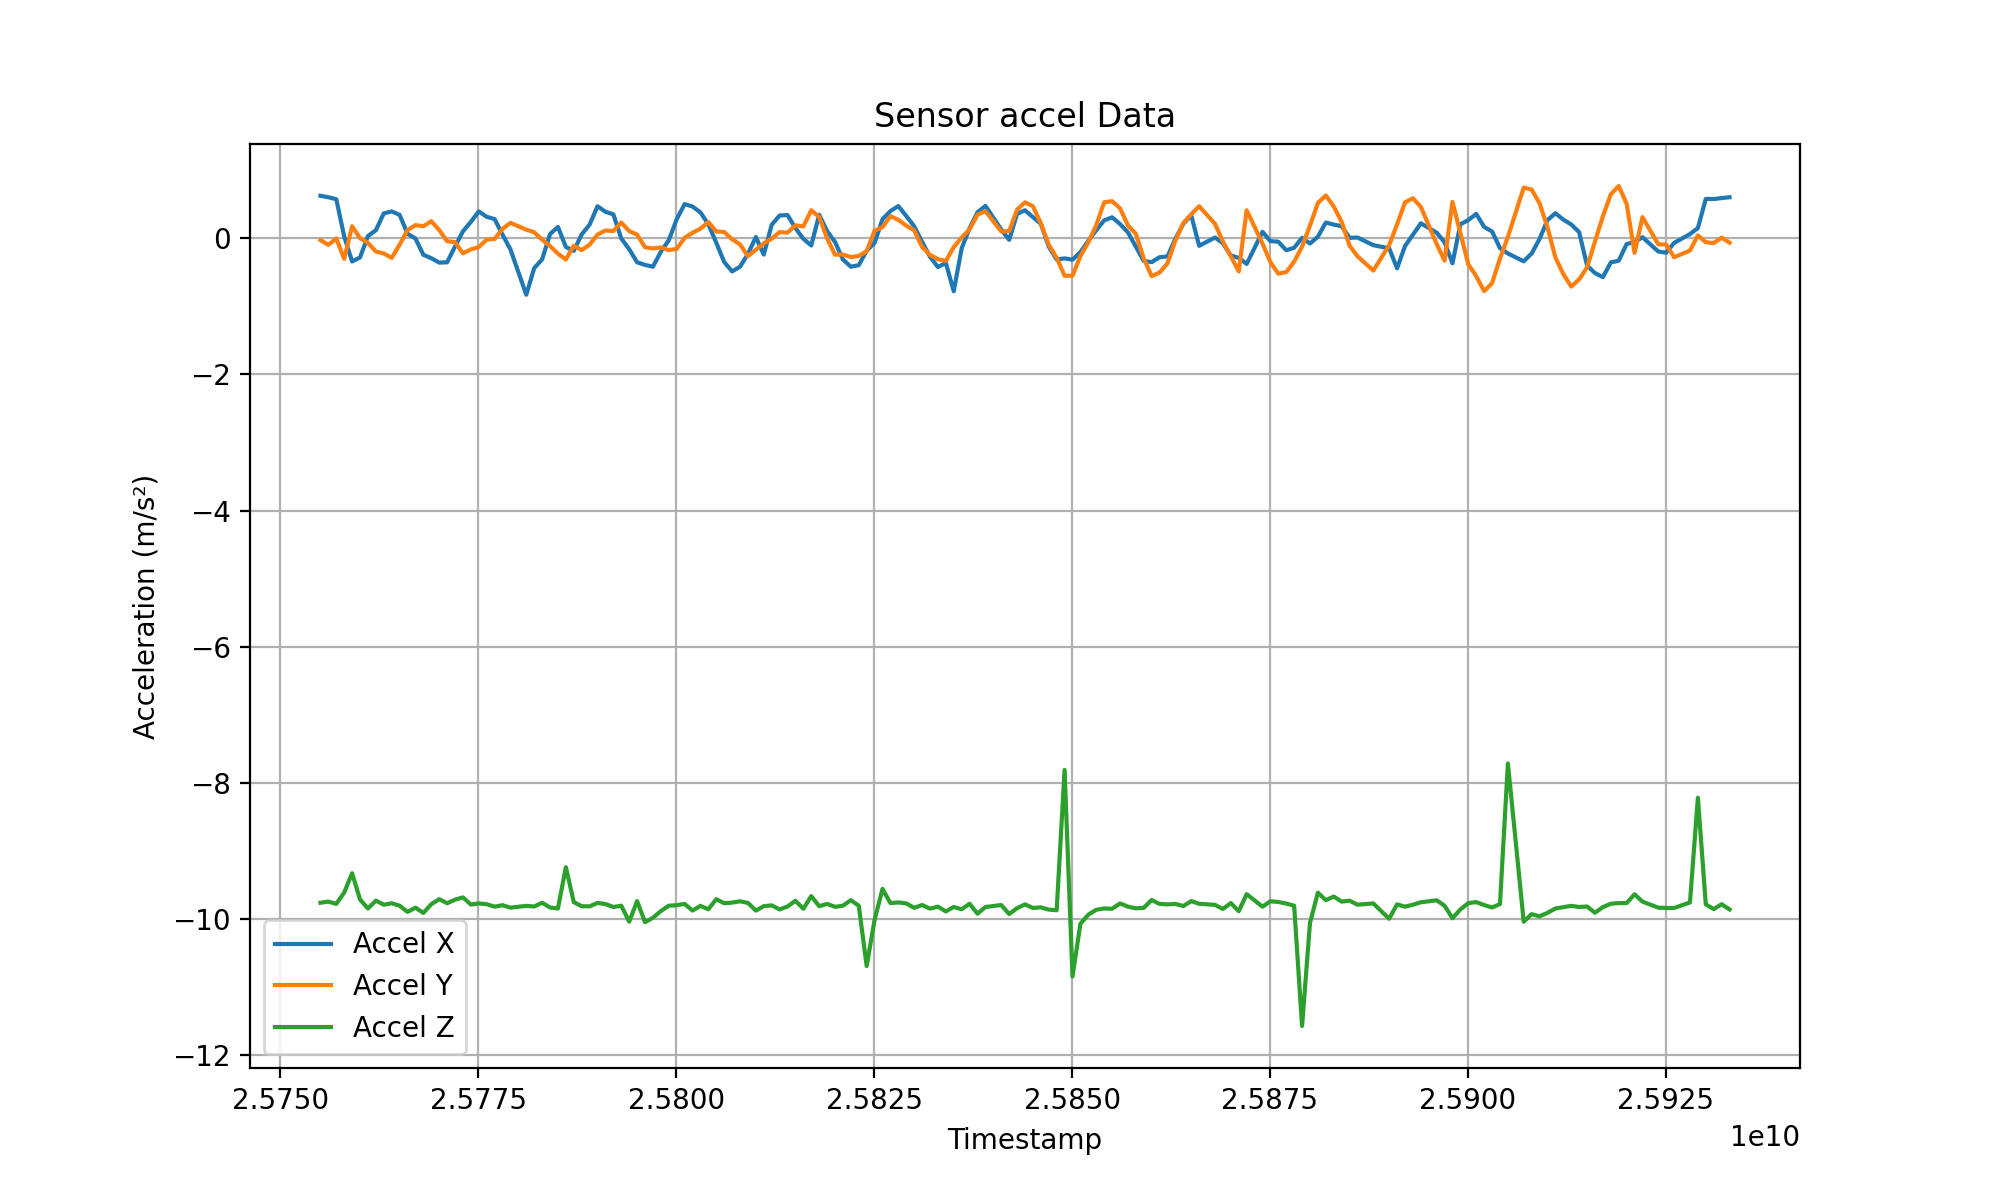 Sensor accel Data
Acceleration (m/s²)
0
−2
−4
−6
−8
−10
−12
Accel X
Accel Y
Accel Z
2.5750 2.5775 2.5800 2.5825 2.5850 2.5875 2.5900 2.5925
Timestamp
1e10